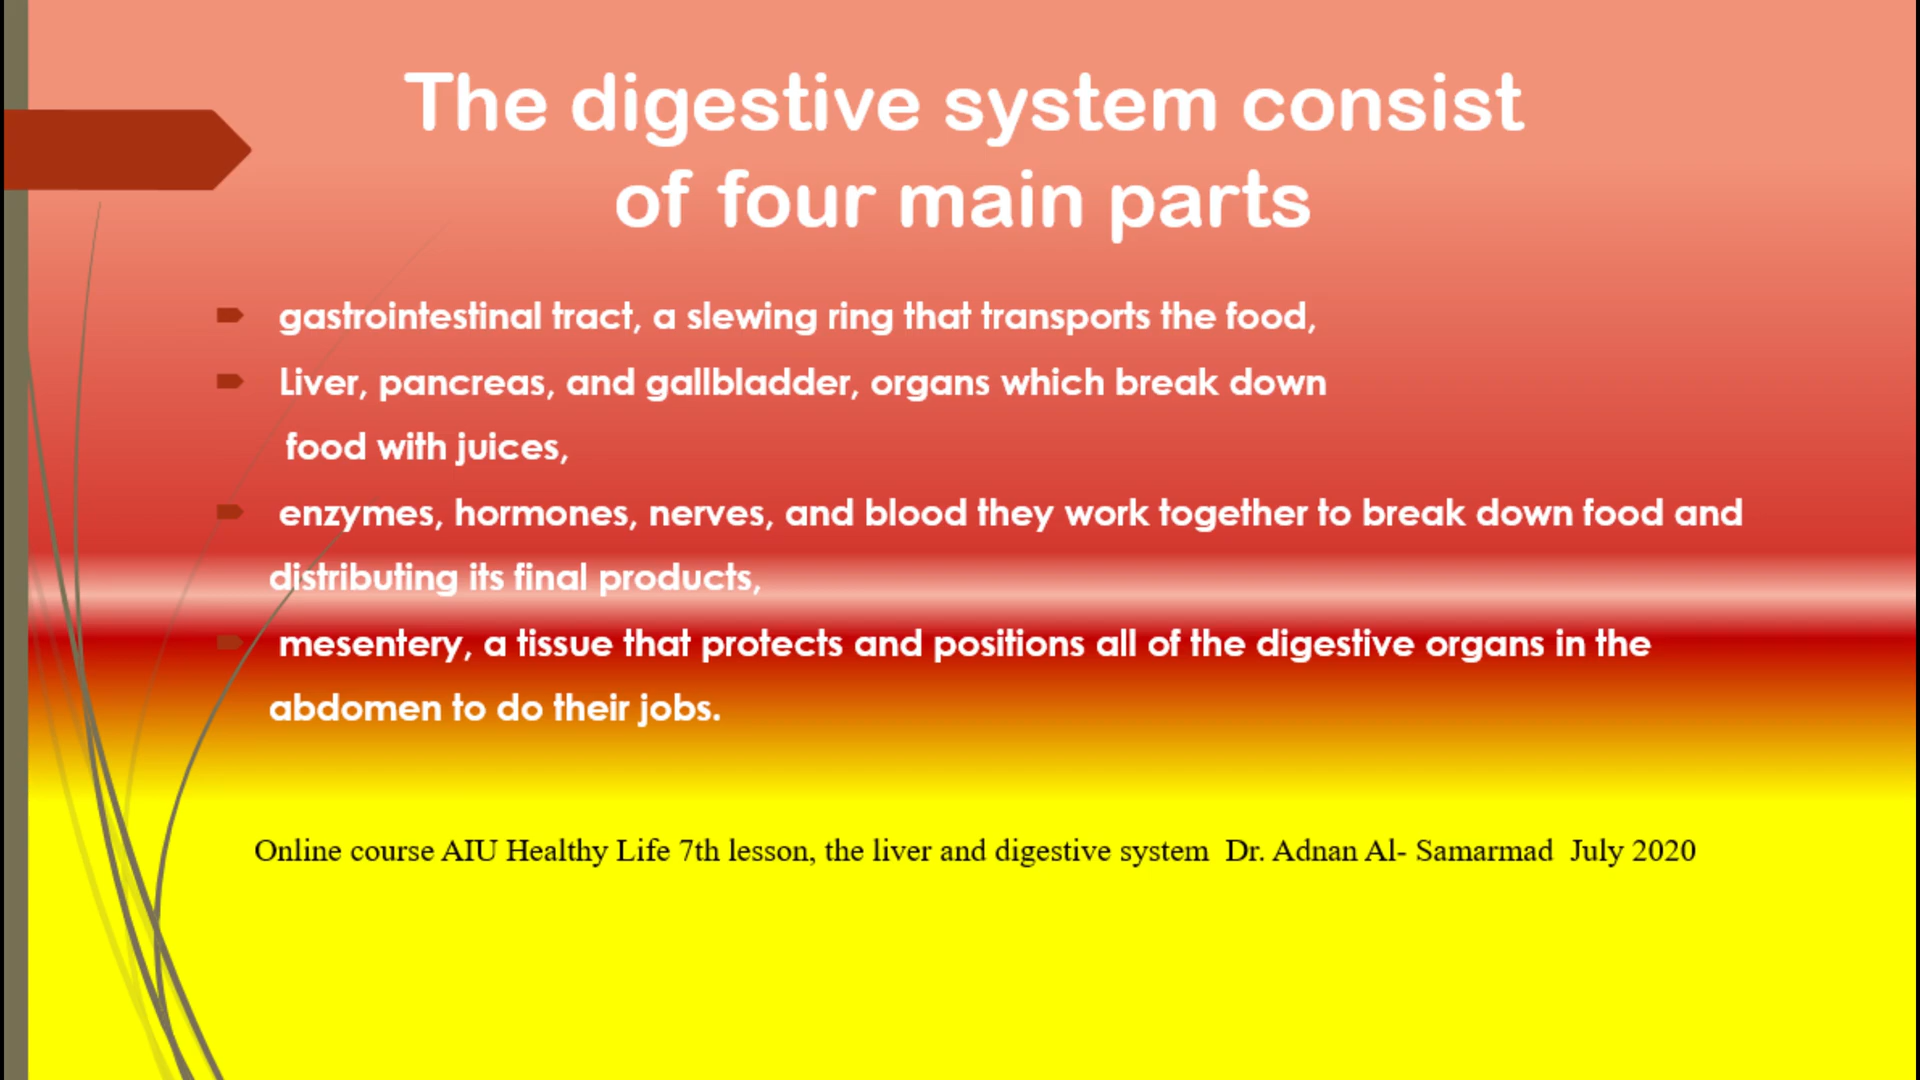 The digestive system consist
of four main parts
gastrointestinal tract, a slewing ring that transports the food,
Liver, pancreas, and gallbladder, organs which break down
food with juices,
enzymes, hormones, nerves, and blood they work together to break down food and
distributing its final products,
mesentery, a tissue that protects and positions all of the digestive organs in the
abdomen to do their jobs.
Online course AIU Healthy Life 7th lesson, the liver and digestive system Dr. Adnan Al- Samarmad July 2020